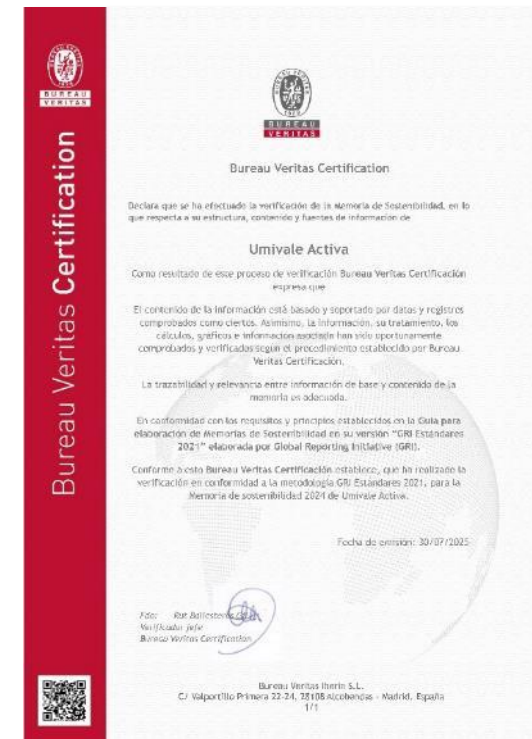 BUREAU
VERITAS
Bureau Veritas Certification
BUREAU
VERITAS
Bureau Veritas Certification
Declara que se ha efectuado la verificación de la Memoria de Sostenibilidad, en lo
que respecta a su estructura, contenido y fuentes de información de
Umivale Activa
Como resultado de este proceso de verificación Bureau Veritas Certificación
expresa que
El contenido de la información está basado y soportado por datos y registros
comprobados como ciertos. Asimismo, la información, su tratamiento, los
cálculos, gráficos e información asociada han sido oportunamente
comprobados y verificados según el procedimiento establecido por Bureau
Veritas Certificación.
La trazabilidad y relevancia entre información de base y contenido de la
memoria es adecuada.
En conformidad con los requisitos y principios establecidos en la Guía para
elaboración de Memorias de Sostenibilidad en su versión "GRI Estándares
2021" elaborada por Global Reporting Initiative (GRI).
Conforme a esto Bureau Veritas Certificación establece, que ha realizado la
verificación en conformidad a la metodología GRI Estándares 2021, para la
Memoria de sostenibilidad 2024 de Umivale Activa.
Fecha de emisión: 30/07/2025
Fdo: Rut Ballesteros
Verificador jefe
Bureau Veritas Certification
Bureau Veritas Iberia S.L.
C/ Valportillo Primera 22-24, 28108 Alcobendas - Madrid, España
1/1